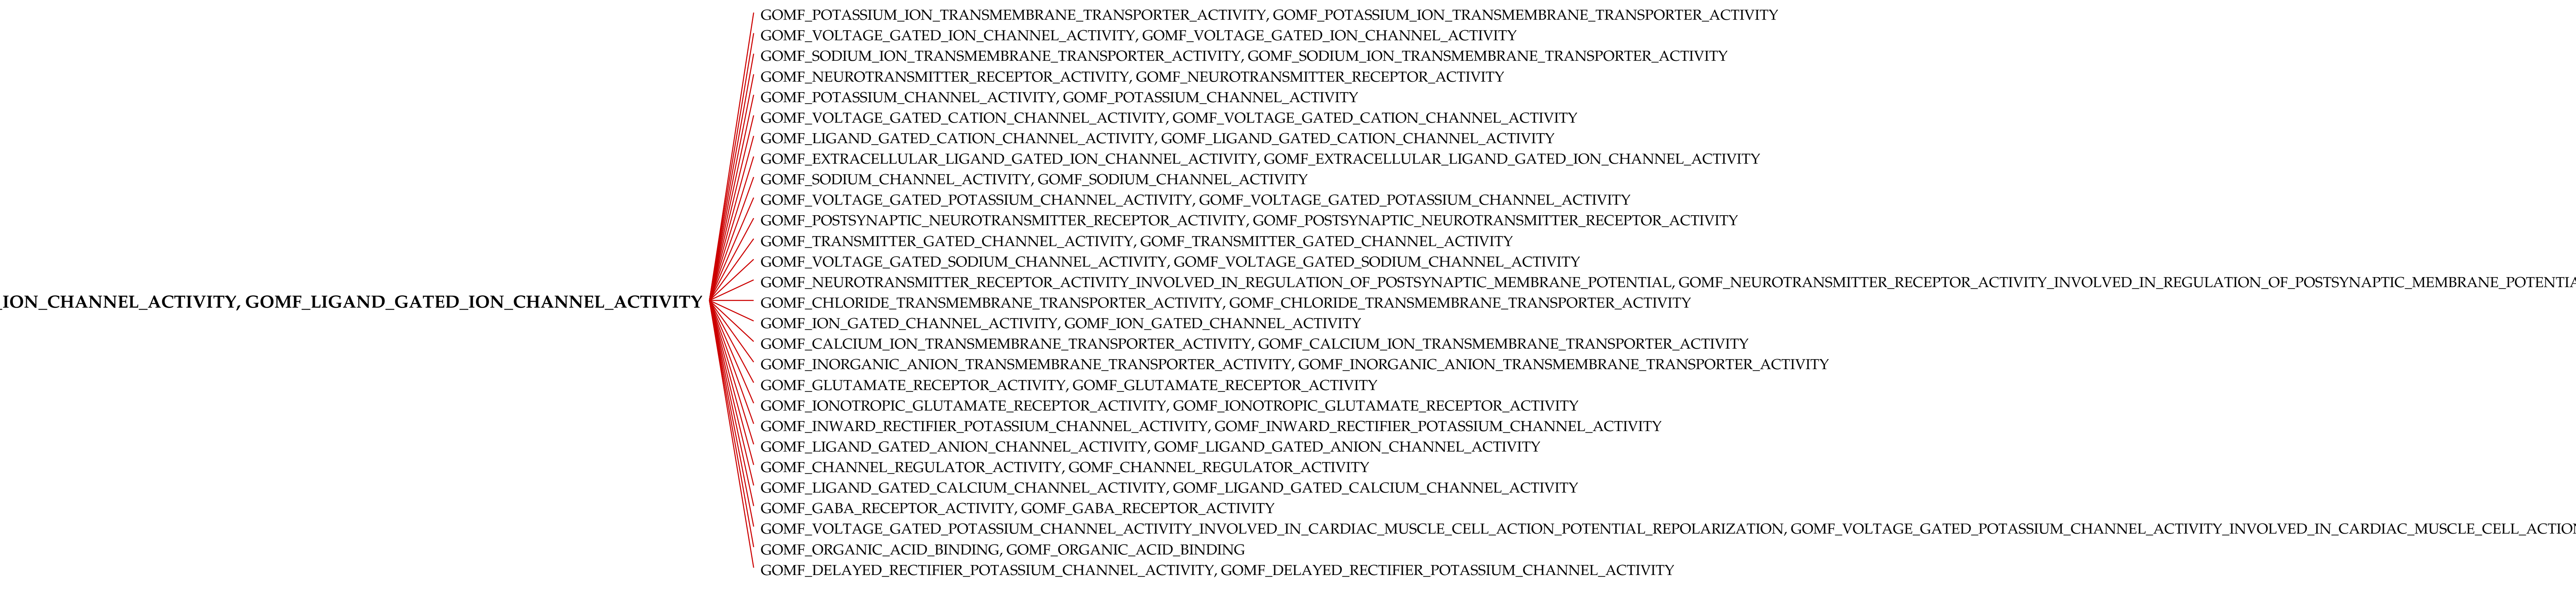 GOMF_POTASSIUM_ION_TRANSMEMBRANE_TRANSPORTER_ACTIVITY, GOMF_POTASSIUM_ION_TRANSMEMBRANE_TRANSPORTER_ACTIVITY
GOMF_VOLTAGE_GATED_ION_CHANNEL_ACTIVITY, GOMF_VOLTAGE_GATED_ION_CHANNEL_ACTIVITY
GOMF_SODIUM_ION_TRANSMEMBRANE_TRANSPORTER_ACTIVITY, GOMF_SODIUM_ION_TRANSMEMBRANE_TRANSPORTER_ACTIVITY
GOMF_NEUROTRANSMITTER_RECEPTOR_ACTIVITY, GOMF_NEUROTRANSMITTER_RECEPTOR_ACTIVITY
GOMF_POTASSIUM_CHANNEL_ACTIVITY, GOMF_POTASSIUM_CHANNEL_ACTIVITY
GOMF_VOLTAGE_GATED_CATION_CHANNEL_ACTIVITY, GOMF_VOLTAGE_GATED_CATION_CHANNEL_ACTIVITY
GOMF_LIGAND_GATED_CATION_CHANNEL_ACTIVITY, GOMF_LIGAND_GATED_CATION_CHANNEL_ACTIVITY
GOMF_EXTRACELLULAR_LIGAND_GATED_ION_CHANNEL_ACTIVITY, GOMF_EXTRACELLULAR_LIGAND_GATED_ION_CHANNEL_ACTIVITY
GOMF_SODIUM_CHANNEL_ACTIVITY, GOMF_SODIUM_CHANNEL_ACTIVITY
GOMF_VOLTAGE_GATED_POTASSIUM_CHANNEL_ACTIVITY, GOMF_VOLTAGE_GATED_POTASSIUM_CHANNEL_ACTIVITY
GOMF_POSTSYNAPTIC_NEUROTRANSMITTER_RECEPTOR_ACTIVITY, GOMF_POSTSYNAPTIC_NEUROTRANSMITTER_RECEPTOR_ACTIVITY
GOMF_TRANSMITTER_GATED_CHANNEL_ACTIVITY, GOMF_TRANSMITTER_GATED_CHANNEL_ACTIVITY
GOMF_VOLTAGE_GATED_SODIUM_CHANNEL_ACTIVITY, GOMF_VOLTAGE_GATED_SODIUM_CHANNEL_ACTIVITY
GOMF_NEUROTRANSMITTER_RECEPTOR_ACTIVITY_INVOLVED_IN_REGULATION_OF_POSTSYNAPTIC_MEMBRANE_POTENTIAL, GOMF_NEUROTRANSMITTER_RECEPTOR_ACTIVITY_INVOLVED_IN_REGULATION_OF_POSTSYNAPTIC_MEMBRANE_POTENTIA
_ION_CHANNEL_ACTIVITY, GOMF_LIGAND_GATED_ION_CHANNEL_ACTIVITY
GOMF_CHLORIDE_TRANSMEMBRANE_TRANSPORTER_ACTIVITY, GOMF_CHLORIDE_TRANSMEMBRANE_TRANSPORTER_ACTIVITY
GOMF_ION_GATED_CHANNEL_ACTIVITY, GOMF_ION_GATED_CHANNEL_ACTIVITY
GOMF_CALCIUM_ION_TRANSMEMBRANE_TRANSPORTER_ACTIVITY, GOMF_CALCIUM_ION_TRANSMEMBRANE_TRANSPORTER_ACTIVITY
GOMF_INORGANIC_ANION_TRANSMEMBRANE_TRANSPORTER_ACTIVITY, GOMF_INORGANIC_ANION_TRANSMEMBRANE_TRANSPORTER_ACTIVITY
GOMF_GLUTAMATE_RECEPTOR_ACTIVITY, GOMF_GLUTAMATE_RECEPTOR_ACTIVITY
GOMF_IONOTROPIC_GLUTAMATE_RECEPTOR_ACTIVITY, GOMF_IONOTROPIC_GLUTAMATE_RECEPTOR_ACTIVITY
GOMF_INWARD_RECTIFIER_POTASSIUM_CHANNEL_ACTIVITY, GOMF_INWARD_RECTIFIER_POTASSIUM_CHANNEL_ACTIVITY
GOMF_LIGAND_GATED_ANION_CHANNEL_ACTIVITY, GOMF_LIGAND_GATED_ANION_CHANNEL_ACTIVITY
GOMF_CHANNEL_REGULATOR_ACTIVITY, GOMF_CHANNEL_REGULATOR_ACTIVITY
GOMF_LIGAND_GATED_CALCIUM_CHANNEL_ACTIVITY, GOMF_LIGAND_GATED_CALCIUM_CHANNEL_ACTIVITY
GOMF_GABA_RECEPTOR_ACTIVITY, GOMF_GABA_RECEPTOR_ACTIVITY
GOMF_VOLTAGE_GATED_POTASSIUM_CHANNEL_ACTIVITY_INVOLVED_IN_CARDIAC_MUSCLE_CELL_ACTION_POTENTIAL_REPOLARIZATION, GOMF_VOLTAGE_GATED_POTASSIUM_CHANNEL_ACTIVITY_INVOLVED_IN_CARDIAC_MUSCLE_CELL_ACTION
GOMF_ORGANIC_ACID_BINDING, GOMF_ORGANIC_ACID_BINDING
GOMF_DELAYED_RECTIFIER_POTASSIUM_CHANNEL_ACTIVITY, GOMF_DELAYED_RECTIFIER_POTASSIUM_CHANNEL_ACTIVITY